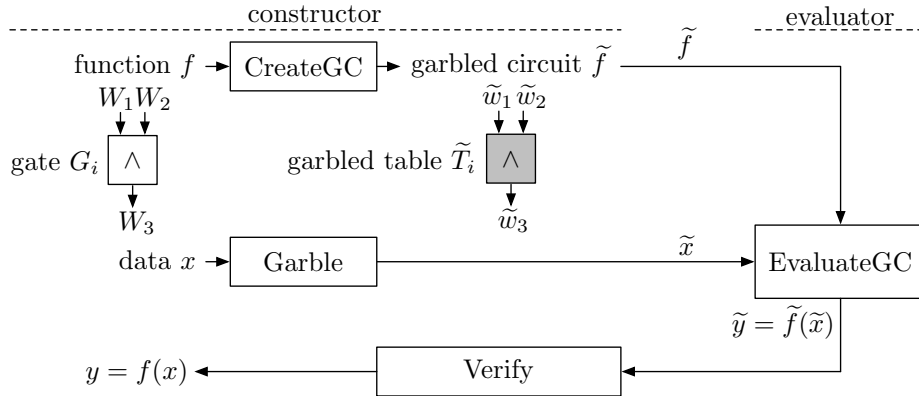 constructor evaluator
function f CreateGC garbled circuit f̃ f̃
W₁ W₂ w̃₁ w̃₂
gate Gᵢ ∧ garbled table T̃ᵢ ∧
W₃ w̃₃
data x Garble x̃ EvaluateGC
ỹ = f̃(x̃)
y = f(x) Verify